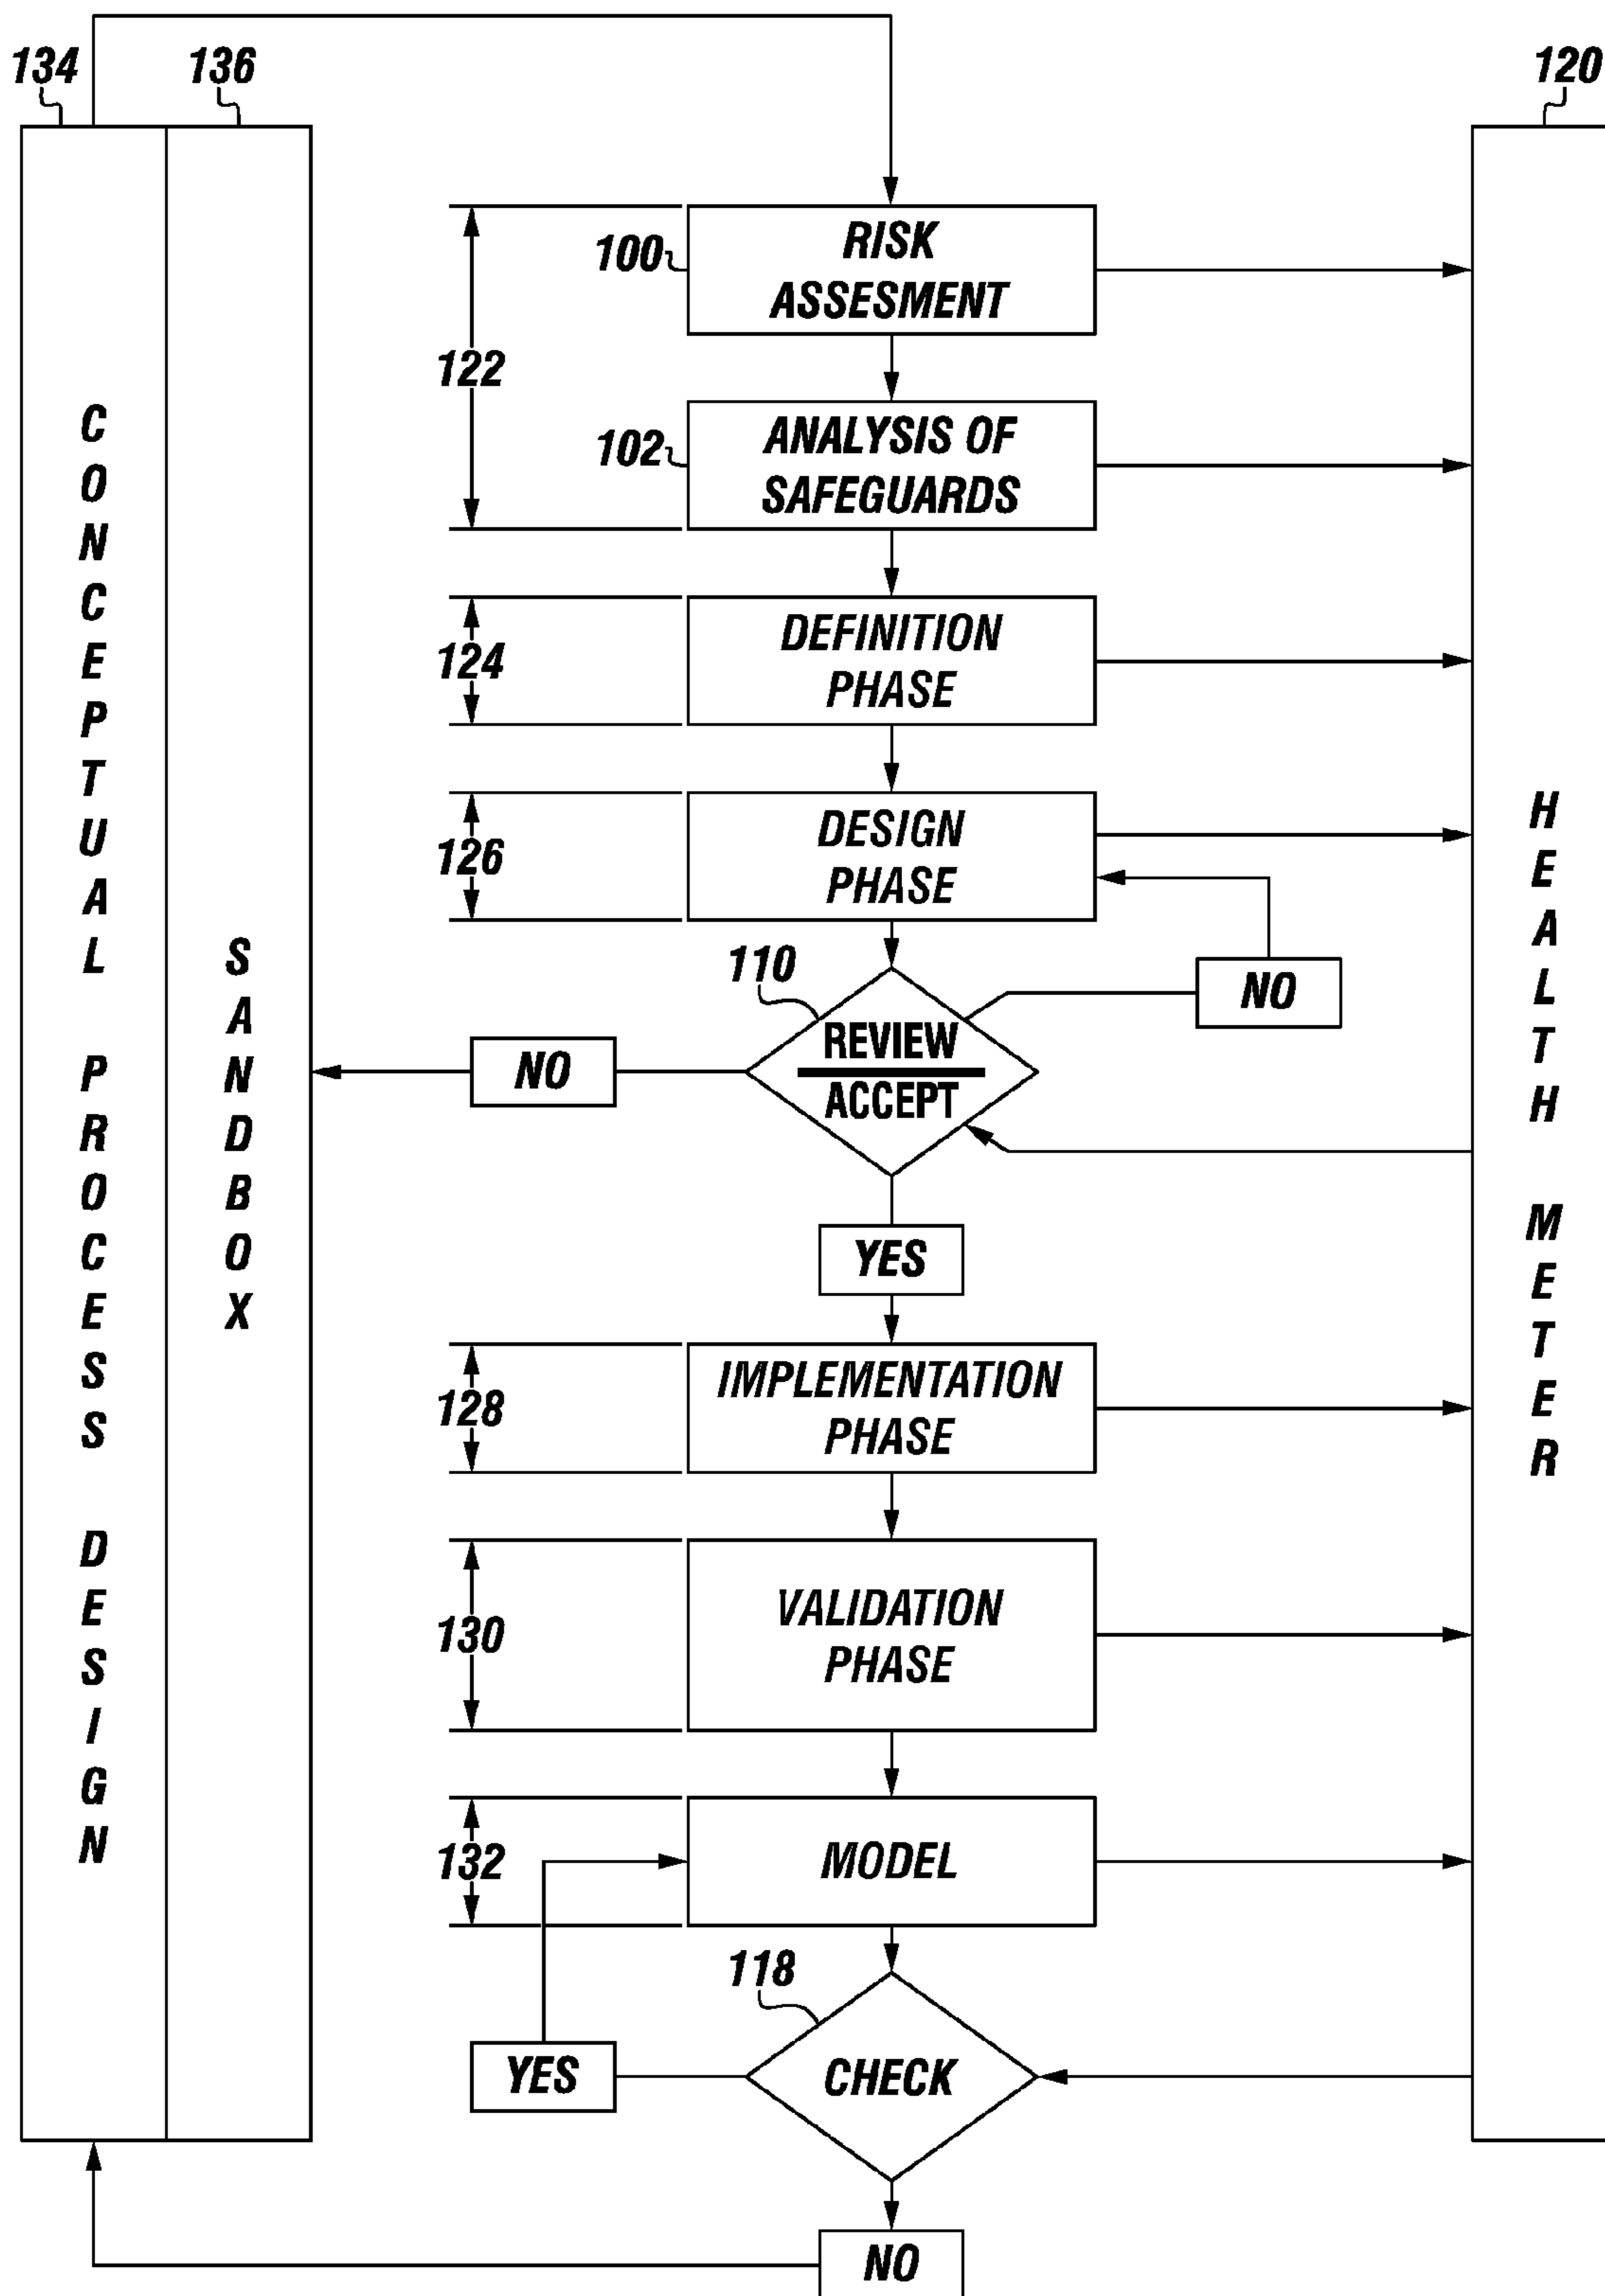 134
136
120
CONCEPTUAL PROCESS DESIGN
SANDBOX
HEALTH METER
122
100
RISK
ASSESMENT
102
ANALYSIS OF
SAFEGUARDS
124
DEFINITION
PHASE
126
DESIGN
PHASE
110
NO
REVIEW
ACCEPT
NO
YES
128
IMPLEMENTATION
PHASE
130
VALIDATION
PHASE
132
MODEL
118
YES
CHECK
NO